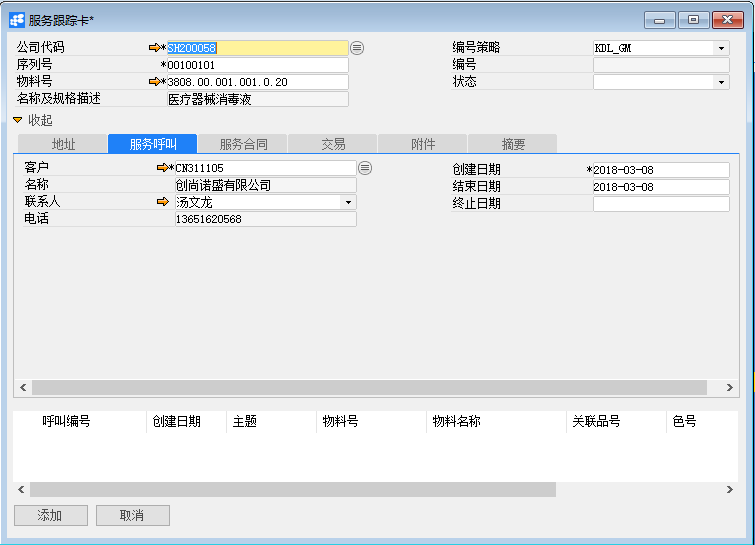 服务跟踪卡*
公司代码 *SH200058 编号策略 KDL_GM
序列号 *00100101 编号
物料号 *3808.00.001.001.0.20 状态
名称及规格描述 医疗器械消毒液
收起
地址 服务呼叫 服务合同 交易 附件 摘要
客户 *CN311105 创建日期 *2018-03-08
名称 创尚诺盛有限公司 结束日期 2018-03-08
联系人 汤文龙 终止日期
电话 13651620568
呼叫编号 创建日期 主题 物料号 物料名称 关联品号 色号
添加 取消